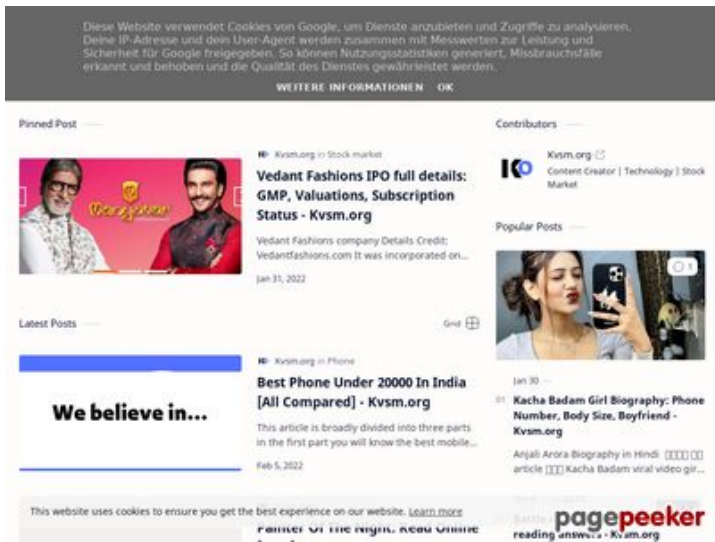 Diese Website verwendet Cookies von Google, um Dienste anzubieten und Zugriffe zu analysieren.
Deine IP-Adresse und dein User-Agent werden zusammen mit Messwerten zur Leistung und
Sicherheit für Google freigegeben. So können Nutzungsstatistiken generiert, Missbrauchsfälle
erkannt und behoben und die Qualität des Dienstes gewährleistet werden.
WEITERE INFORMATIONEN OK
Pinned Post
Manyavar
Kvsm.org in Stock market
Vedant Fashions IPO full details:
GMP, Valuations, Subscription
Status - Kvsm.org
Vedant Fashions company Details Credit:
Vedantfashions.com It was incorporated on...
Jan 31, 2022
Latest Posts
Grid
We believe in...
Kvsm.org in Phone
Best Phone Under 20000 In India
[All Compared] - Kvsm.org
This article is broadly divided into three parts
in the first part you will know the best mobile...
Feb 5, 2022
Painter Of The Night: Read Online
Contributors
Kvsm.org
Content Creator | Technology | Stock
Market
Popular Posts
Jan 30
01 Kacha Badam Girl Biography: Phone
Number, Body Size, Boyfriend -
Kvsm.org
Anjali Arora Biography in Hindi
article Kacha Badam viral video gir...
reading answers - Kvsm.org
This website uses cookies to ensure you get the best experience on our website. Learn more
pagepeeker